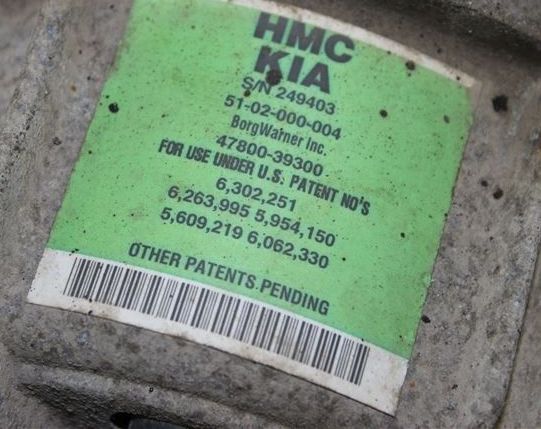 HMC
KIA
S/N 249403
51-02-000-004
BorgWarner Inc.
47800-39300
FOR USE UNDER U.S. PATENT NO'S
6,302,251
6,263,995 5,954,150
5,609,219 6,062,330
OTHER PATENTS.PENDING